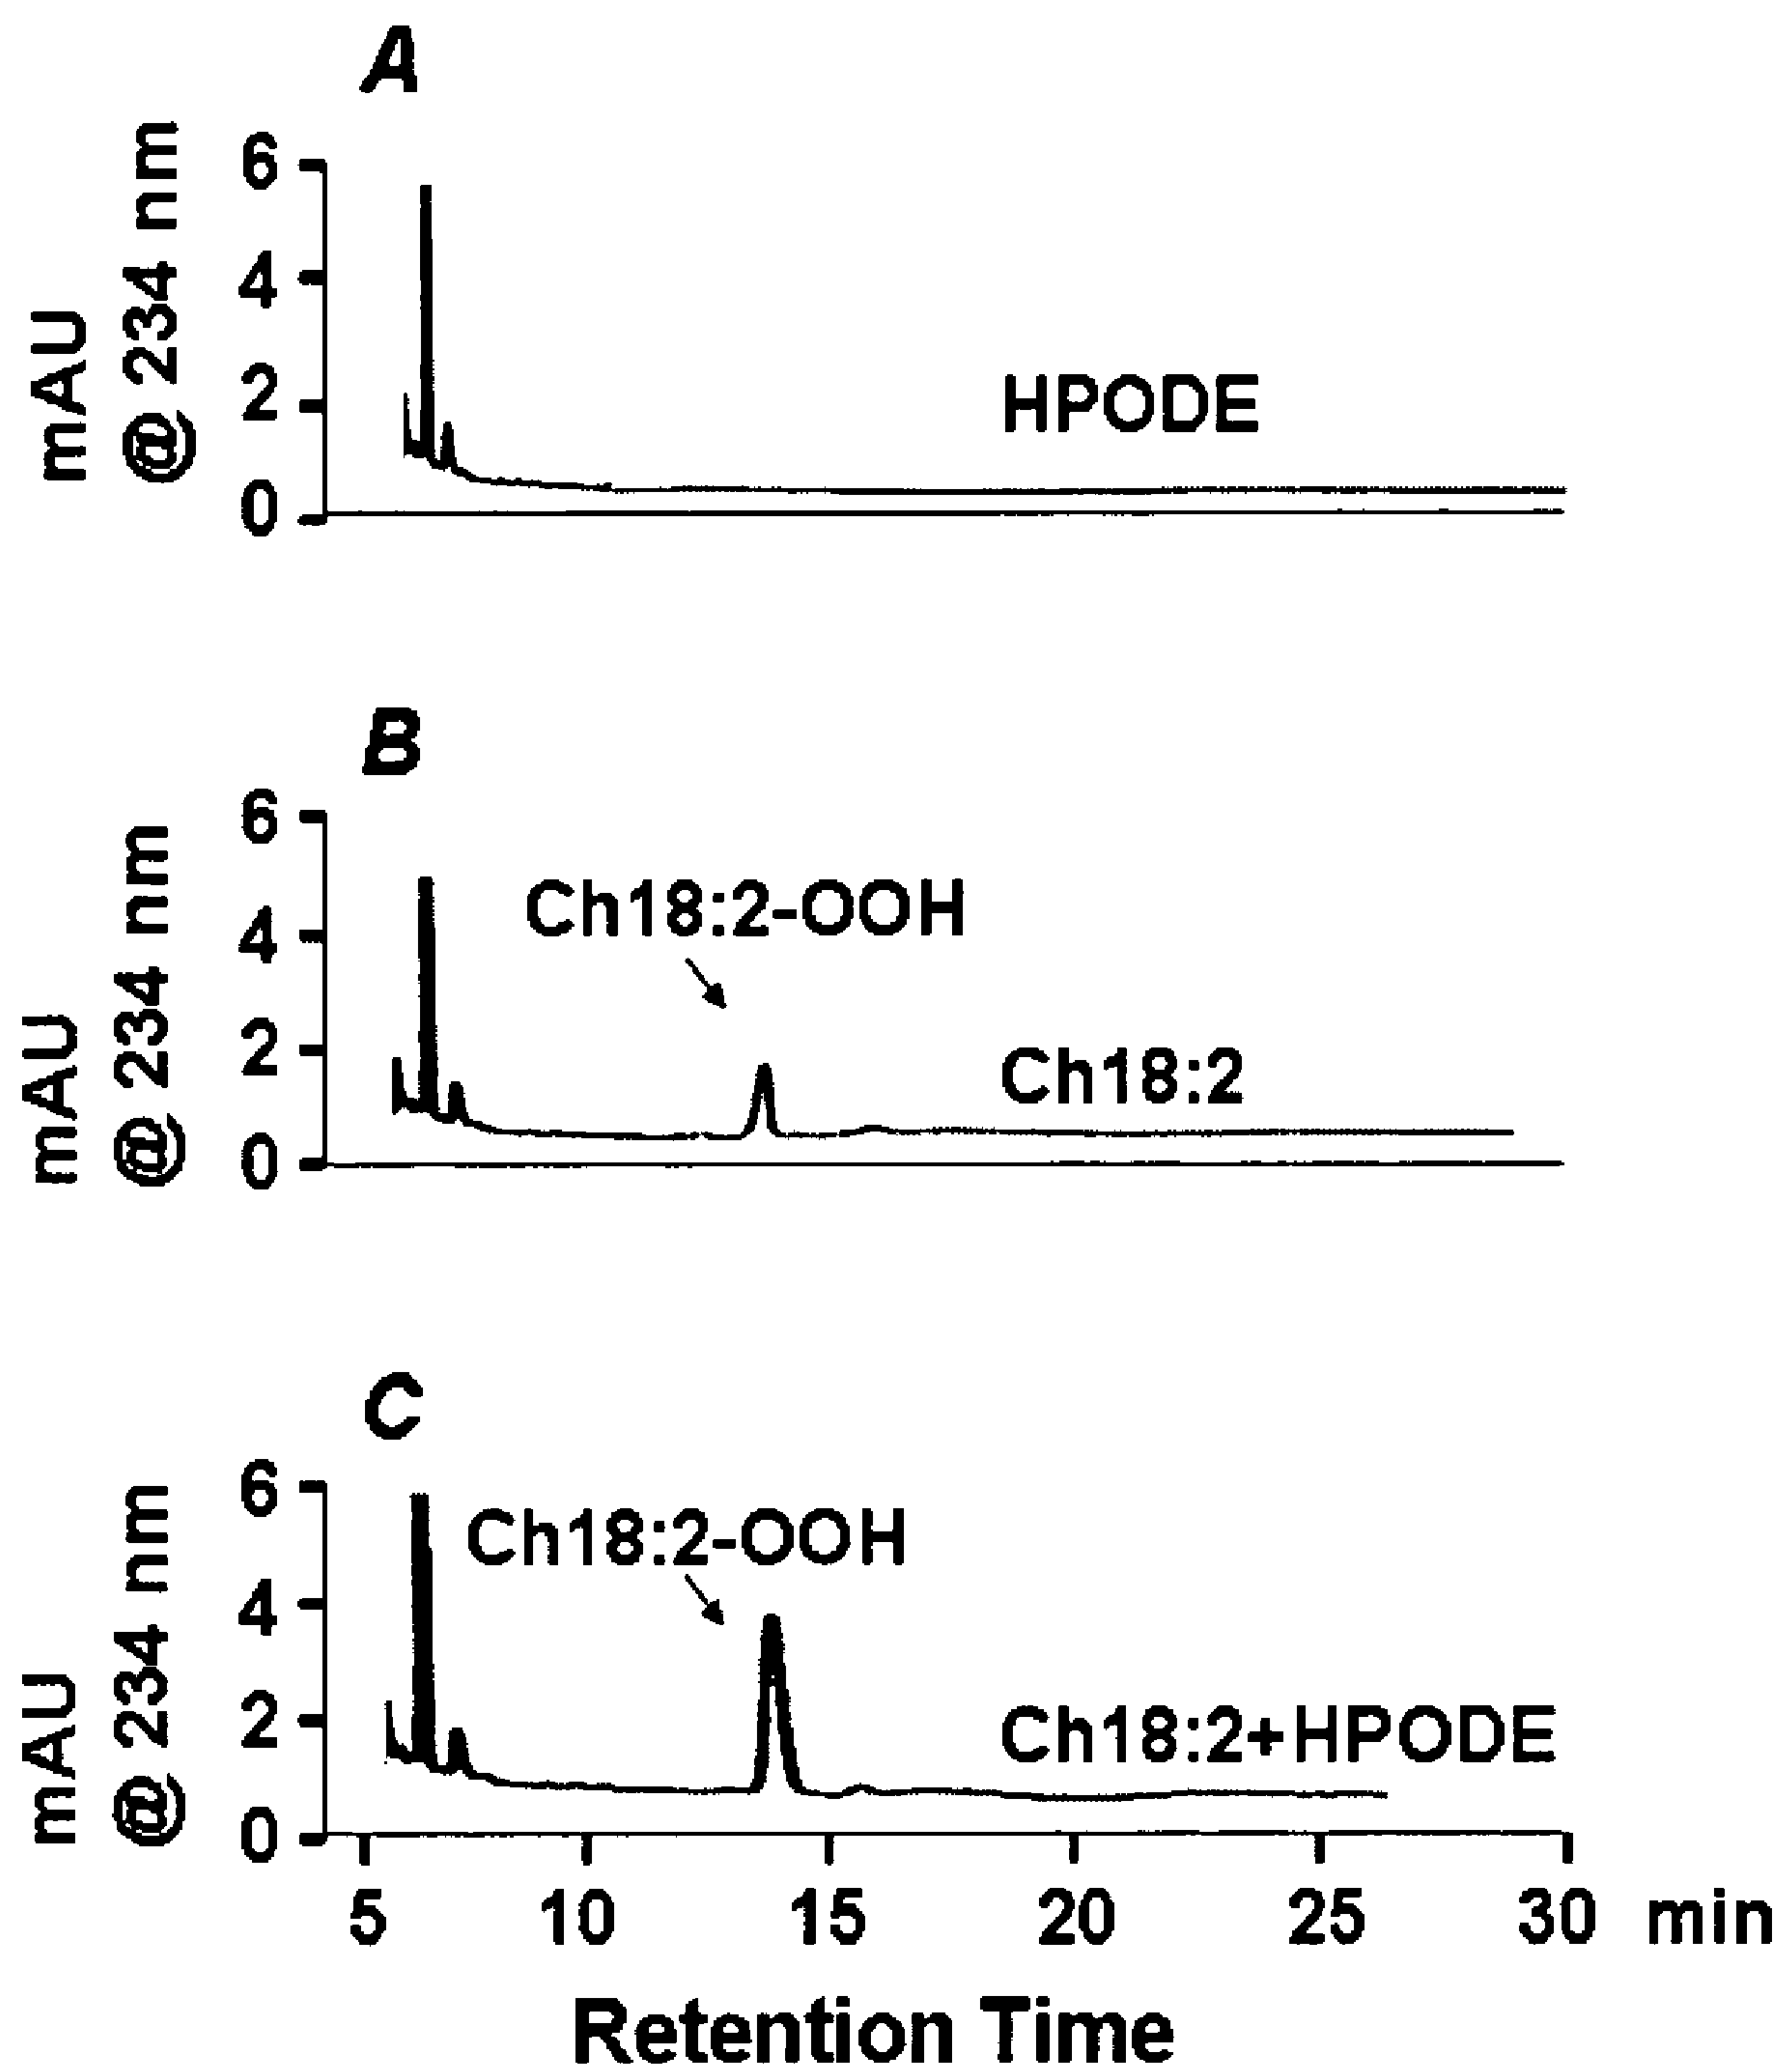 A
mAU
@ 234 nm
6
4
2
0
HPODE
B
mAU
@ 234 nm
6
4
2
0
Ch18:2-OOH
Ch18:2
C
mAU
@ 234 nm
6
4
2
0
Ch18:2-OOH
Ch18:2+HPODE
5 10 15 20 25 30 min
Retention Time